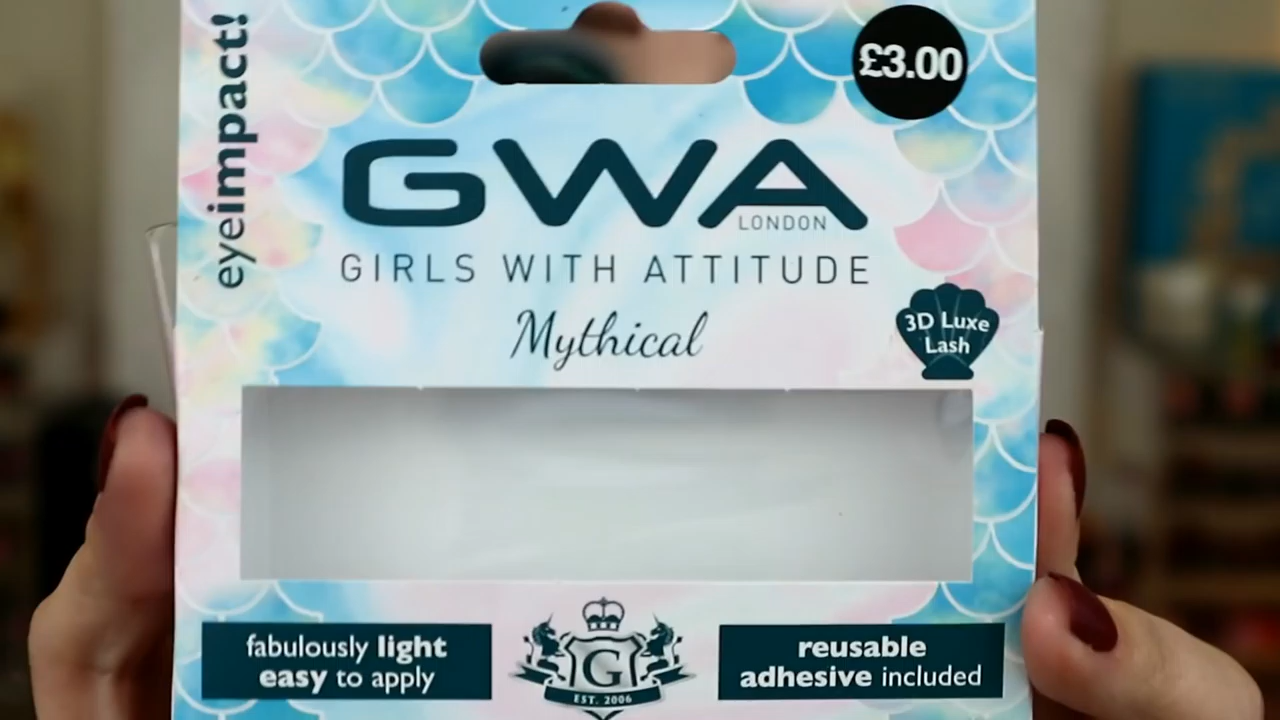 eyeimpact!
£3.00
GWA
LONDON
GIRLS WITH ATTITUDE
Mythical
3D Luxe
Lash
fabulously light
easy to apply
G
EST. 2006
reusable
adhesive included